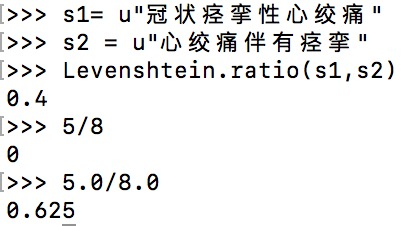 [>>> s1= u"冠状痉挛性心绞痛"
[>>> s2 = u"心绞痛伴有痉挛"
[>>> Levenshtein.ratio(s1,s2)
0.4
[>>> 5/8
0
[>>> 5.0/8.0
0.625